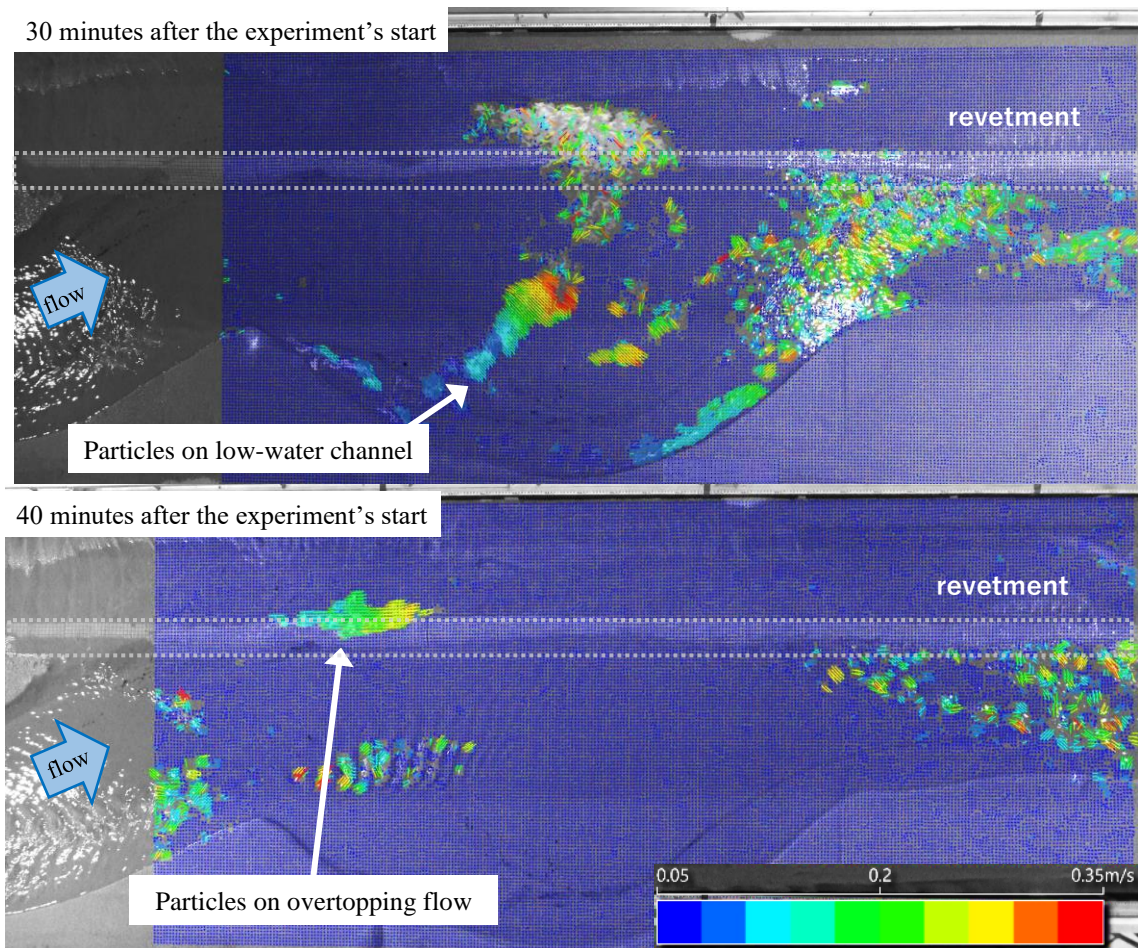 30 minutes after the experiment’s start
revetment
flow
Particles on low-water channel
40 minutes after the experiment’s start
revetment
flow
Particles on overtopping flow
0.05 0.2 0.35m/s